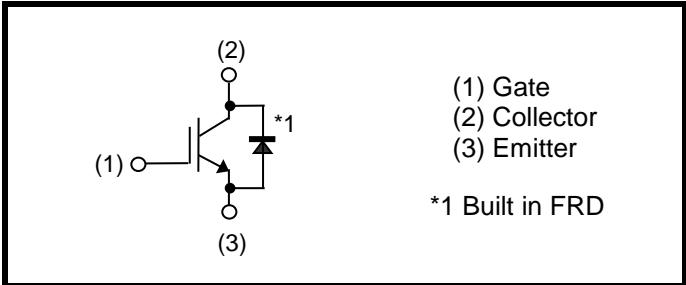 (2)
*1
(1)
(3)
(1) Gate
(2) Collector
(3) Emitter
*1 Built in FRD